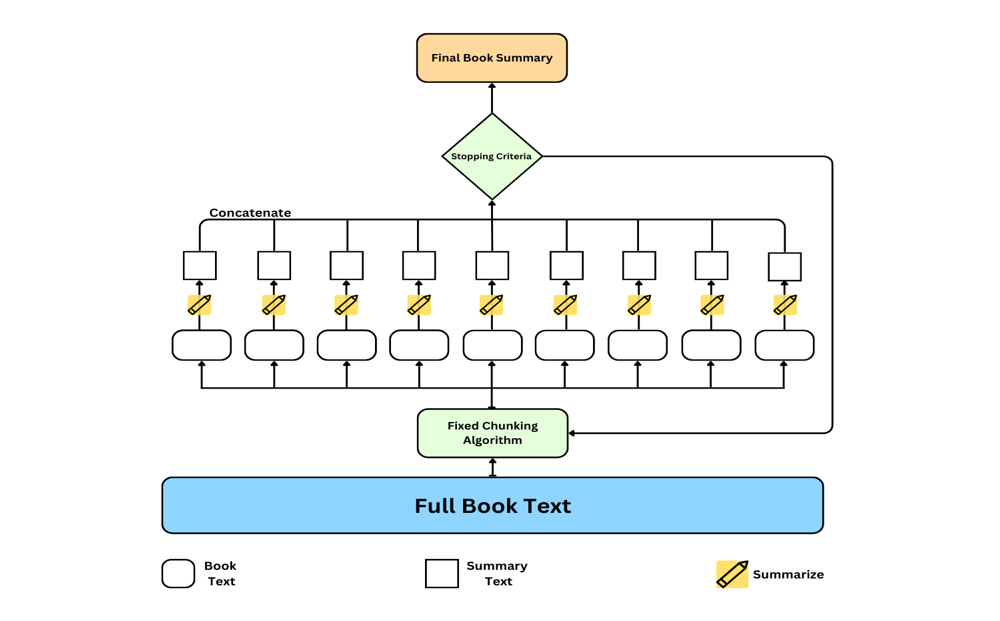 Final Book Summary
Stopping Criteria
Concatenate
Fixed Chunking
Algorithm
Full Book Text
Book
Text
Summary
Text
Summarize